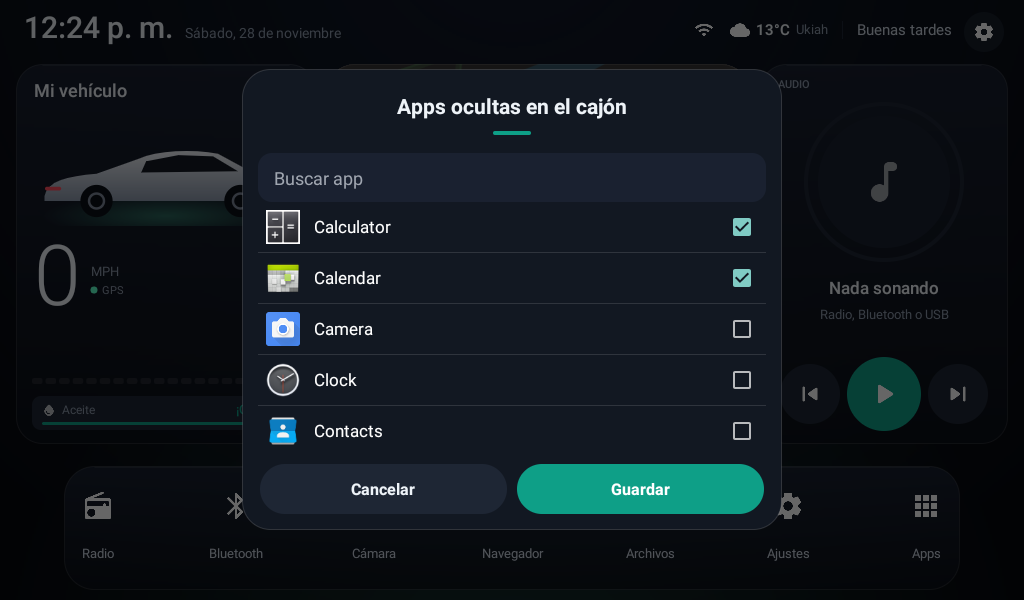 12:24 p. m. Sábado, 28 de noviembre
13°C Ukiah Buenas tardes
Mi vehículo
AUDIO
Apps ocultas en el cajón
Buscar app
Calculator
Calendar
Camera
Clock
Contacts
Cancelar Guardar
0 MPH
GPS
Aceite
Nada sonando
Radio, Bluetooth o USB
Radio Bluetooth Cámara Navegador Archivos Ajustes Apps